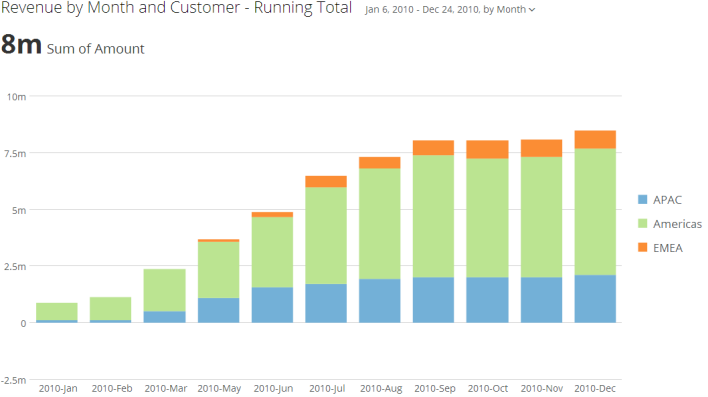 Revenue by Month and Customer - Running Total Jan 6, 2010 - Dec 24, 2010, by Month
8m Sum of Amount
10m
7.5m
5m
2.5m
0
-2.5m
2010-Jan 2010-Feb 2010-Mar 2010-May 2010-Jun 2010-Jul 2010-Aug 2010-Sep 2010-Oct 2010-Nov 2010-Dec
APAC
Americas
EMEA